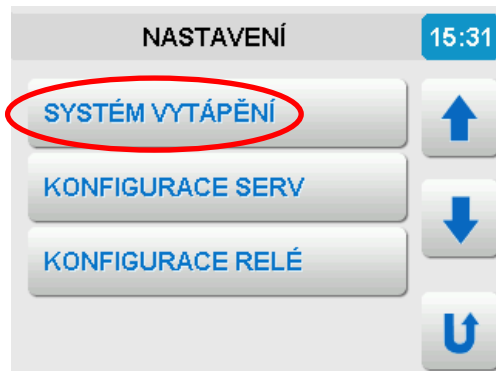 NASTAVENÍ 15:31
SYSTÉM VYTÁPĚNÍ
KONFIGURACE SERV
KONFIGURACE RELÉ